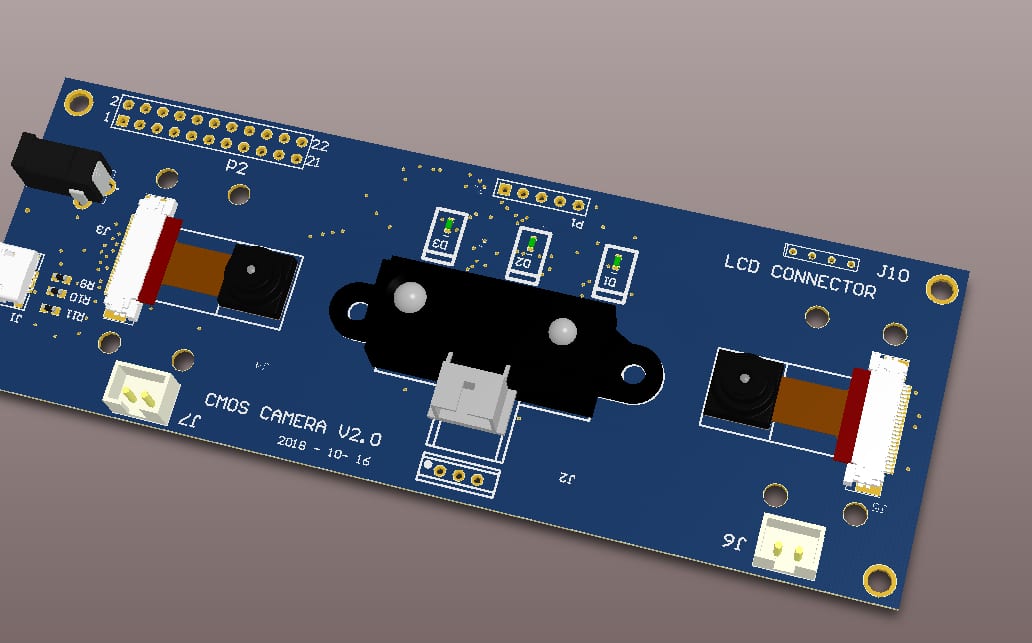 2
1
22
21
P2
P1
D3
D2
D1
LCD CONNECTOR
J10
J3
R9
R10
R11
J1
J4
J7
CMOS CAMERA V2.0
2018 - 10- 16
J2
J5
J6